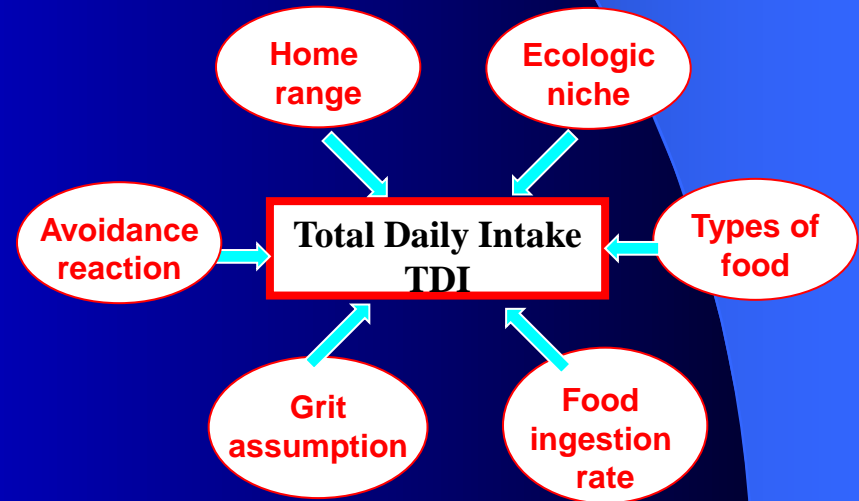 Home
range
Ecologic
niche
Avoidance
reaction
Total Daily Intake
TDI
Types of
food
Grit
assumption
Food
ingestion
rate